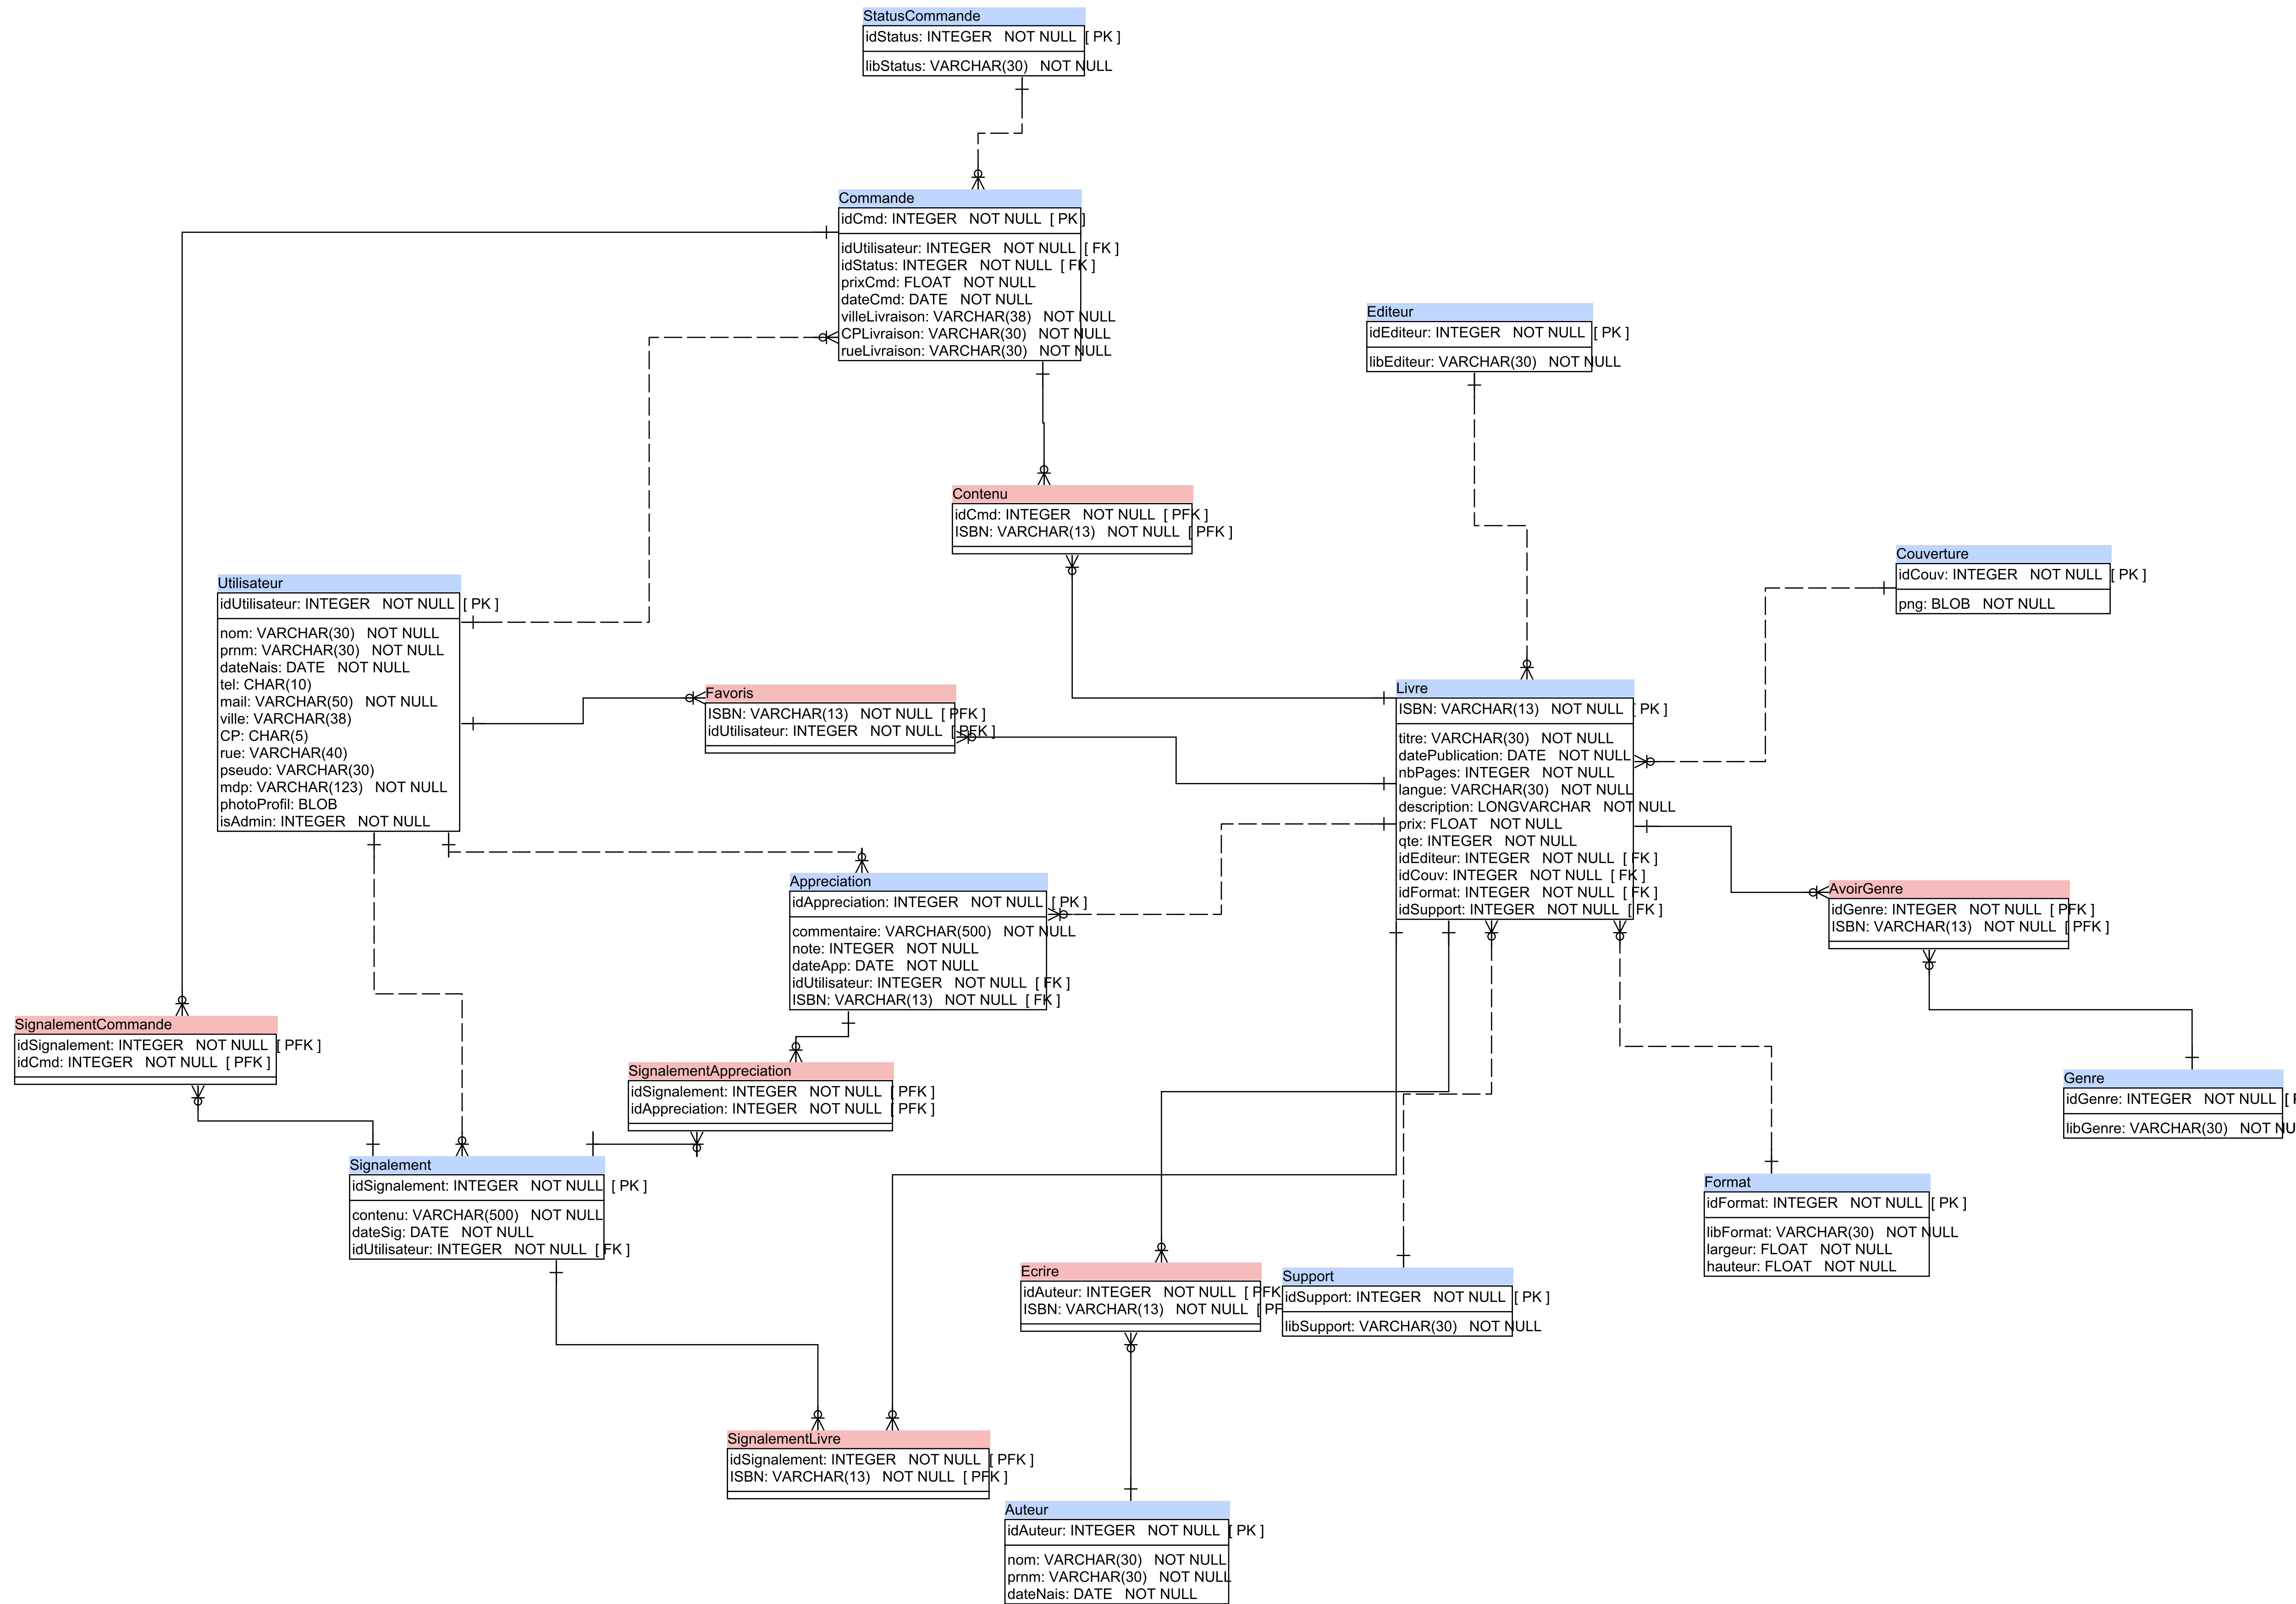 StatusCommande
idStatus: INTEGER NOT NULL [ PK ]
libStatus: VARCHAR(30) NOT NULL
Commande
idCmd: INTEGER NOT NULL [ PK ]
idUtilisateur: INTEGER NOT NULL [ FK ]
idStatus: INTEGER NOT NULL [ FK ]
prixCmd: FLOAT NOT NULL
dateCmd: DATE NOT NULL
villeLivraison: VARCHAR(38) NOT NULL
CPLivraison: VARCHAR(30) NOT NULL
rueLivraison: VARCHAR(30) NOT NULL
Editeur
idEditeur: INTEGER NOT NULL [ PK ]
libEditeur: VARCHAR(30) NOT NULL
Contenu
idCmd: INTEGER NOT NULL [ PFK ]
ISBN: VARCHAR(13) NOT NULL [ PFK ]
Couverture
idCouv: INTEGER NOT NULL [ PK ]
png: BLOB NOT NULL
Utilisateur
idUtilisateur: INTEGER NOT NULL [ PK ]
nom: VARCHAR(30) NOT NULL
prnm: VARCHAR(30) NOT NULL
dateNais: DATE NOT NULL
tel: CHAR(10)
mail: VARCHAR(50) NOT NULL
ville: VARCHAR(38)
CP: CHAR(5)
rue: VARCHAR(40)
pseudo: VARCHAR(30)
mdp: VARCHAR(123) NOT NULL
photoProfil: BLOB
isAdmin: INTEGER NOT NULL
Favoris
ISBN: VARCHAR(13) NOT NULL [ PFK ]
idUtilisateur: INTEGER NOT NULL [ PFK ]
Livre
ISBN: VARCHAR(13) NOT NULL [ PK ]
titre: VARCHAR(30) NOT NULL
datePublication: DATE NOT NULL
nbPages: INTEGER NOT NULL
langue: VARCHAR(30) NOT NULL
description: LONGVARCHAR NOT NULL
prix: FLOAT NOT NULL
qte: INTEGER NOT NULL
idEditeur: INTEGER NOT NULL [ FK ]
idCouv: INTEGER NOT NULL [ FK ]
idFormat: INTEGER NOT NULL [ FK ]
idSupport: INTEGER NOT NULL [ FK ]
Appreciation
idAppreciation: INTEGER NOT NULL [ PK ]
commentaire: VARCHAR(500) NOT NULL
note: INTEGER NOT NULL
dateApp: DATE NOT NULL
idUtilisateur: INTEGER NOT NULL [ FK ]
ISBN: VARCHAR(13) NOT NULL [ FK ]
AvoirGenre
idGenre: INTEGER NOT NULL [ PFK ]
ISBN: VARCHAR(13) NOT NULL [ PFK ]
SignalementCommande
idSignalement: INTEGER NOT NULL [ PFK ]
idCmd: INTEGER NOT NULL [ PFK ]
SignalementAppreciation
idSignalement: INTEGER NOT NULL [ PFK ]
idAppreciation: INTEGER NOT NULL [ PFK ]
Genre
idGenre: INTEGER NOT NULL [
libGenre: VARCHAR(30) NOT NU
Signalement
idSignalement: INTEGER NOT NULL [ PK ]
contenu: VARCHAR(500) NOT NULL
dateSig: DATE NOT NULL
idUtilisateur: INTEGER NOT NULL [ FK ]
Format
idFormat: INTEGER NOT NULL [ PK ]
libFormat: VARCHAR(30) NOT NULL
largeur: FLOAT NOT NULL
hauteur: FLOAT NOT NULL
Ecrire
idAuteur: INTEGER NOT NULL [ PFK
ISBN: VARCHAR(13) NOT NULL [ PF
Support
idSupport: INTEGER NOT NULL [ PK ]
libSupport: VARCHAR(30) NOT NULL
SignalementLivre
idSignalement: INTEGER NOT NULL [ PFK ]
ISBN: VARCHAR(13) NOT NULL [ PFK ]
Auteur
idAuteur: INTEGER NOT NULL [ PK ]
nom: VARCHAR(30) NOT NULL
prnm: VARCHAR(30) NOT NULL
dateNais: DATE NOT NULL